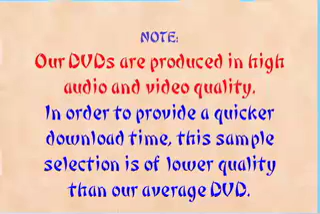 NOTE:
Our DVDs are produced in high
audio and video quality.
In order to provide a quicker
download time, this sample
selection is of lower quality
than our average DVD.